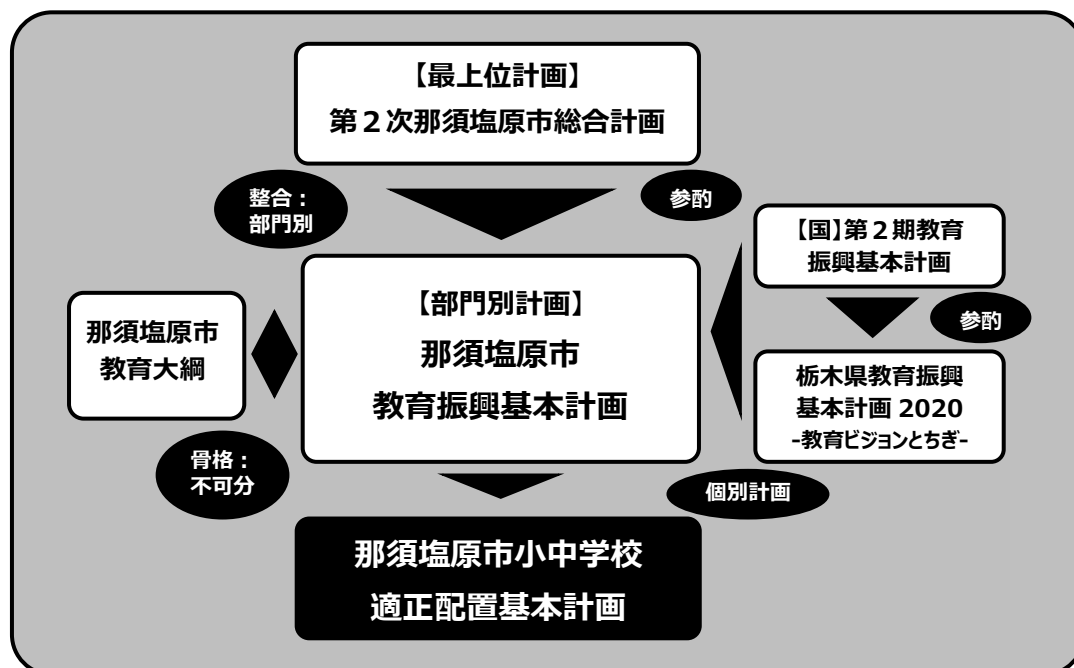 【最上位計画】
第２次那須塩原市総合計画
整合：
部門別
参酌
【国】第２期教育
振興基本計画
【部門別計画】
那須塩原市
教育振興基本計画
那須塩原市
教育大綱
参酌
栃木県教育振興
基本計画 2020
-教育ビジョンとちぎ-
骨格：
不可分
個別計画
那須塩原市小中学校
適正配置基本計画